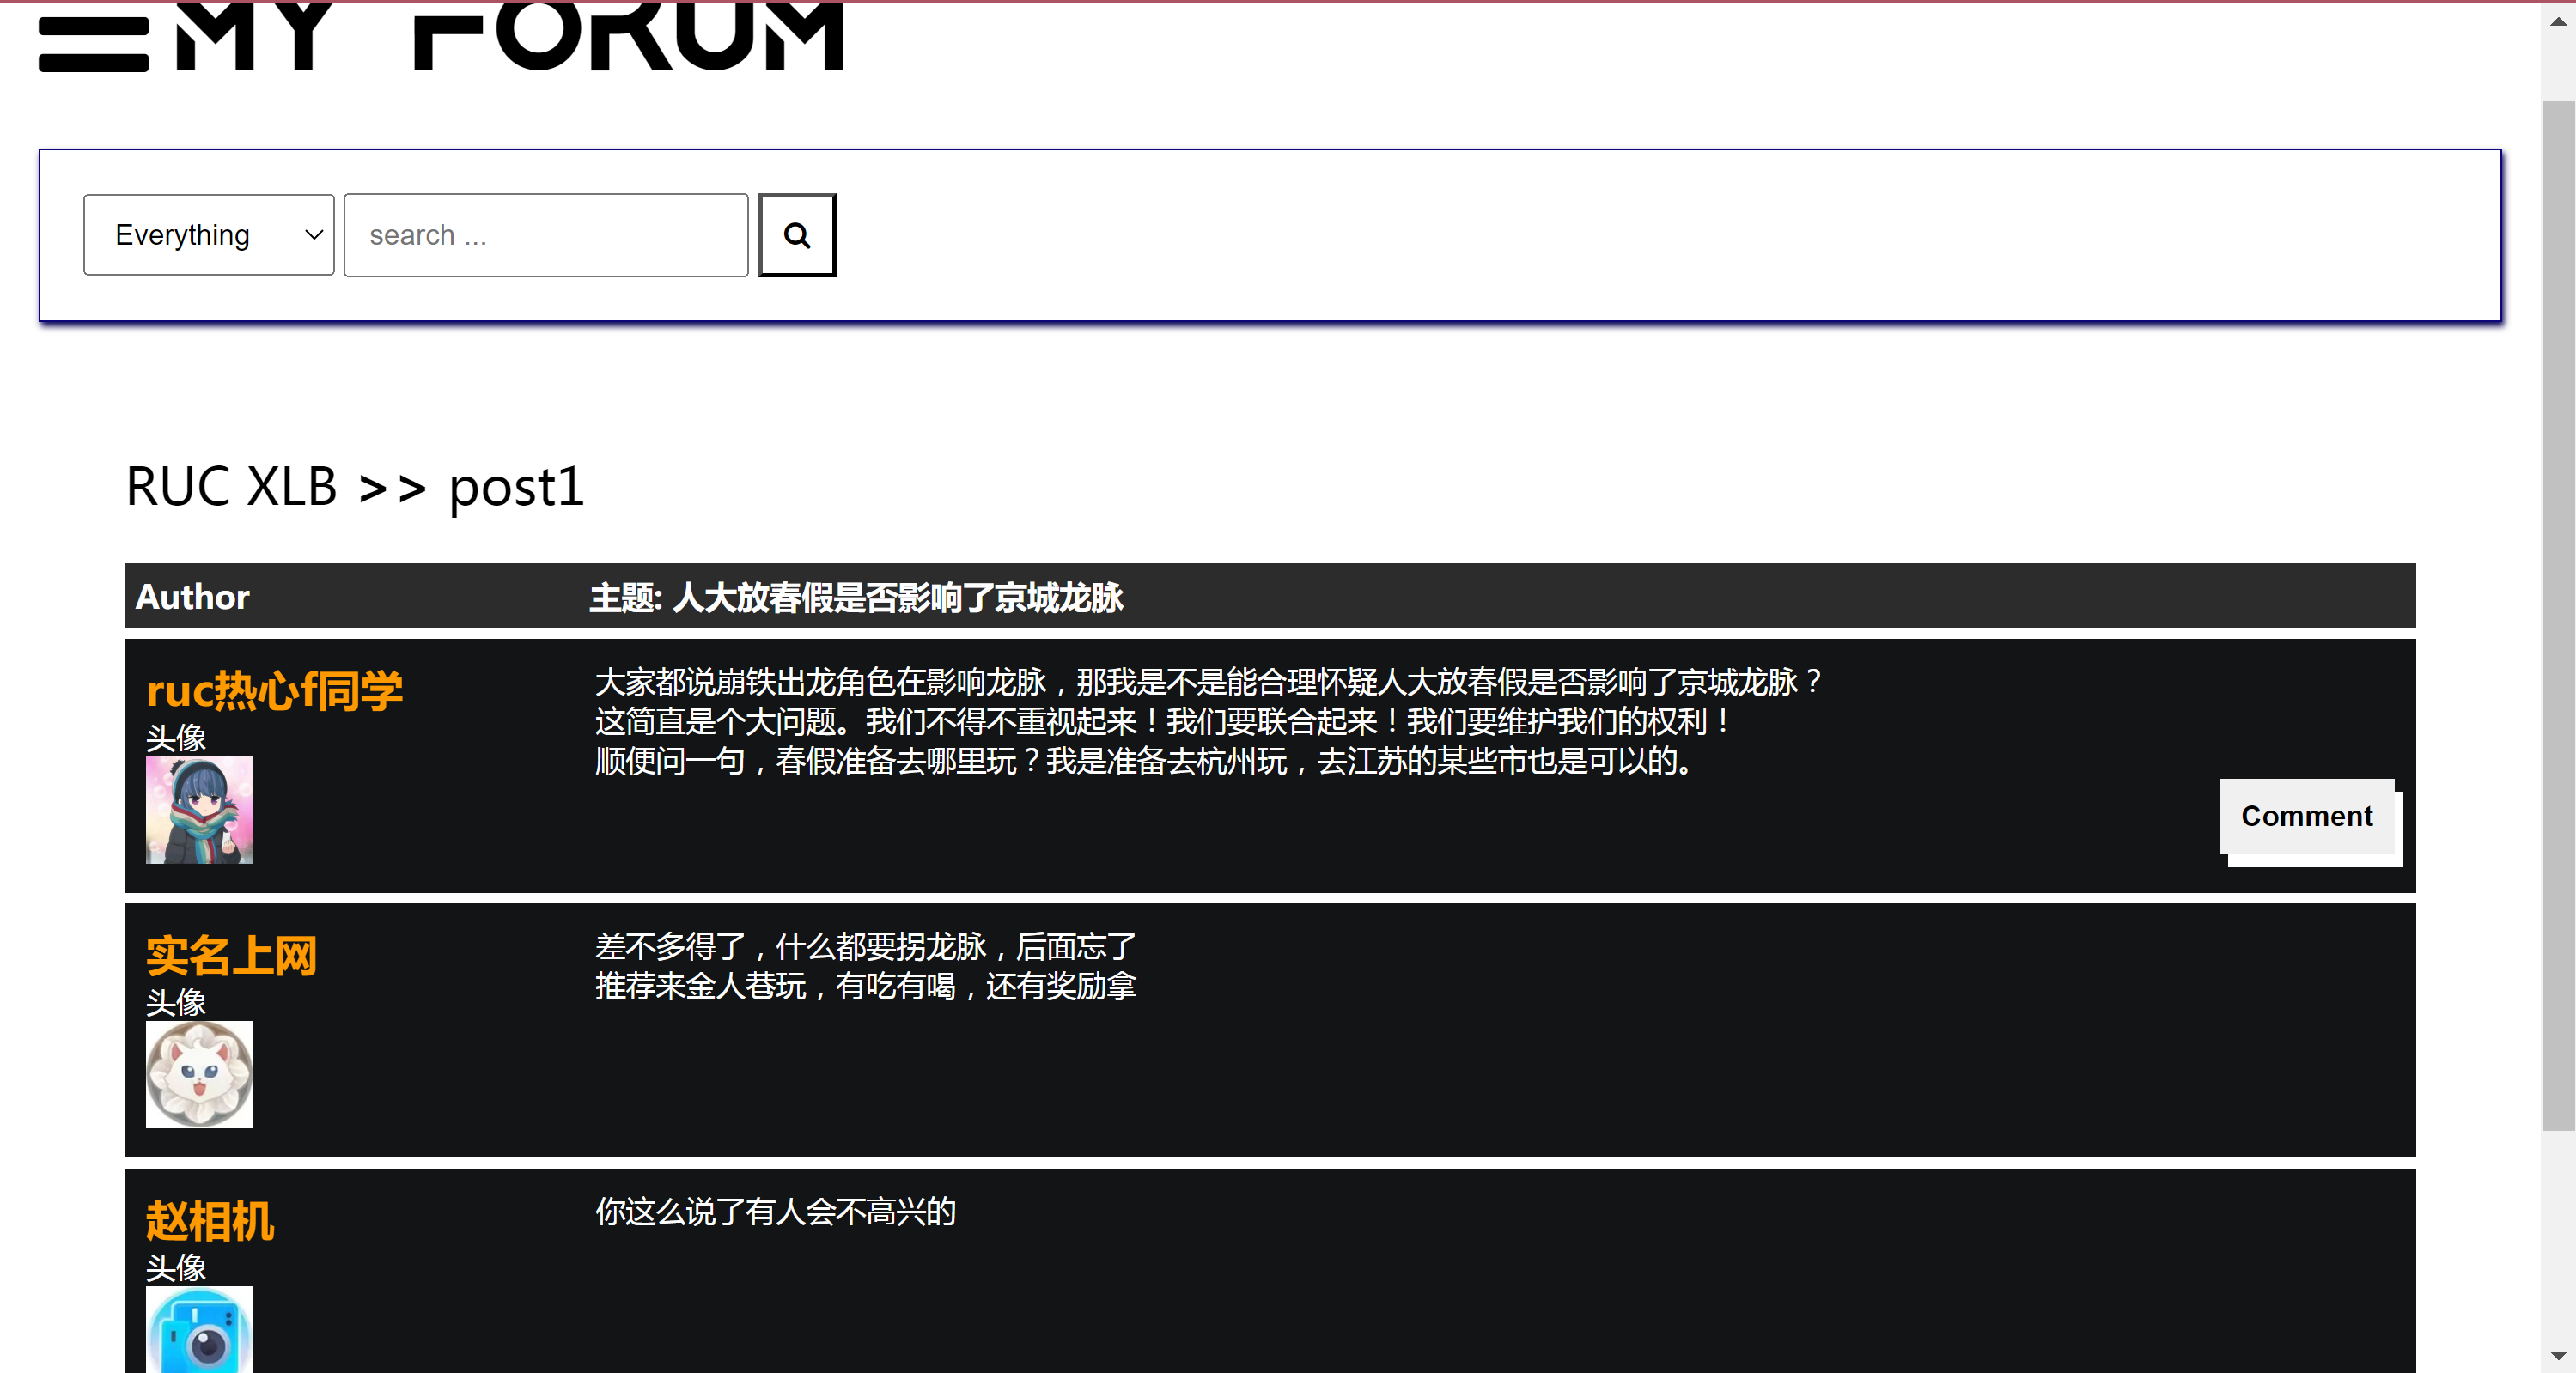 MY FORUM
Everything
search ...
RUC XLB >> post1
Author
主题: 人大放春假是否影响了京城龙脉
ruc热心f同学
头像
大家都说崩铁出龙角色在影响龙脉，那我是不是能合理怀疑人大放春假是否影响了京城龙脉？
这简直是个大问题。我们不得不重视起来！我们要联合起来！我们要维护我们的权利！
顺便问一句，春假准备去哪里玩？我是准备去杭州玩，去江苏的某些市也是可以的。
Comment
实名上网
头像
差不多得了，什么都要拐龙脉，后面忘了
推荐来金人巷玩，有吃有喝，还有奖励拿
赵相机
头像
你这么说了有人会不高兴的